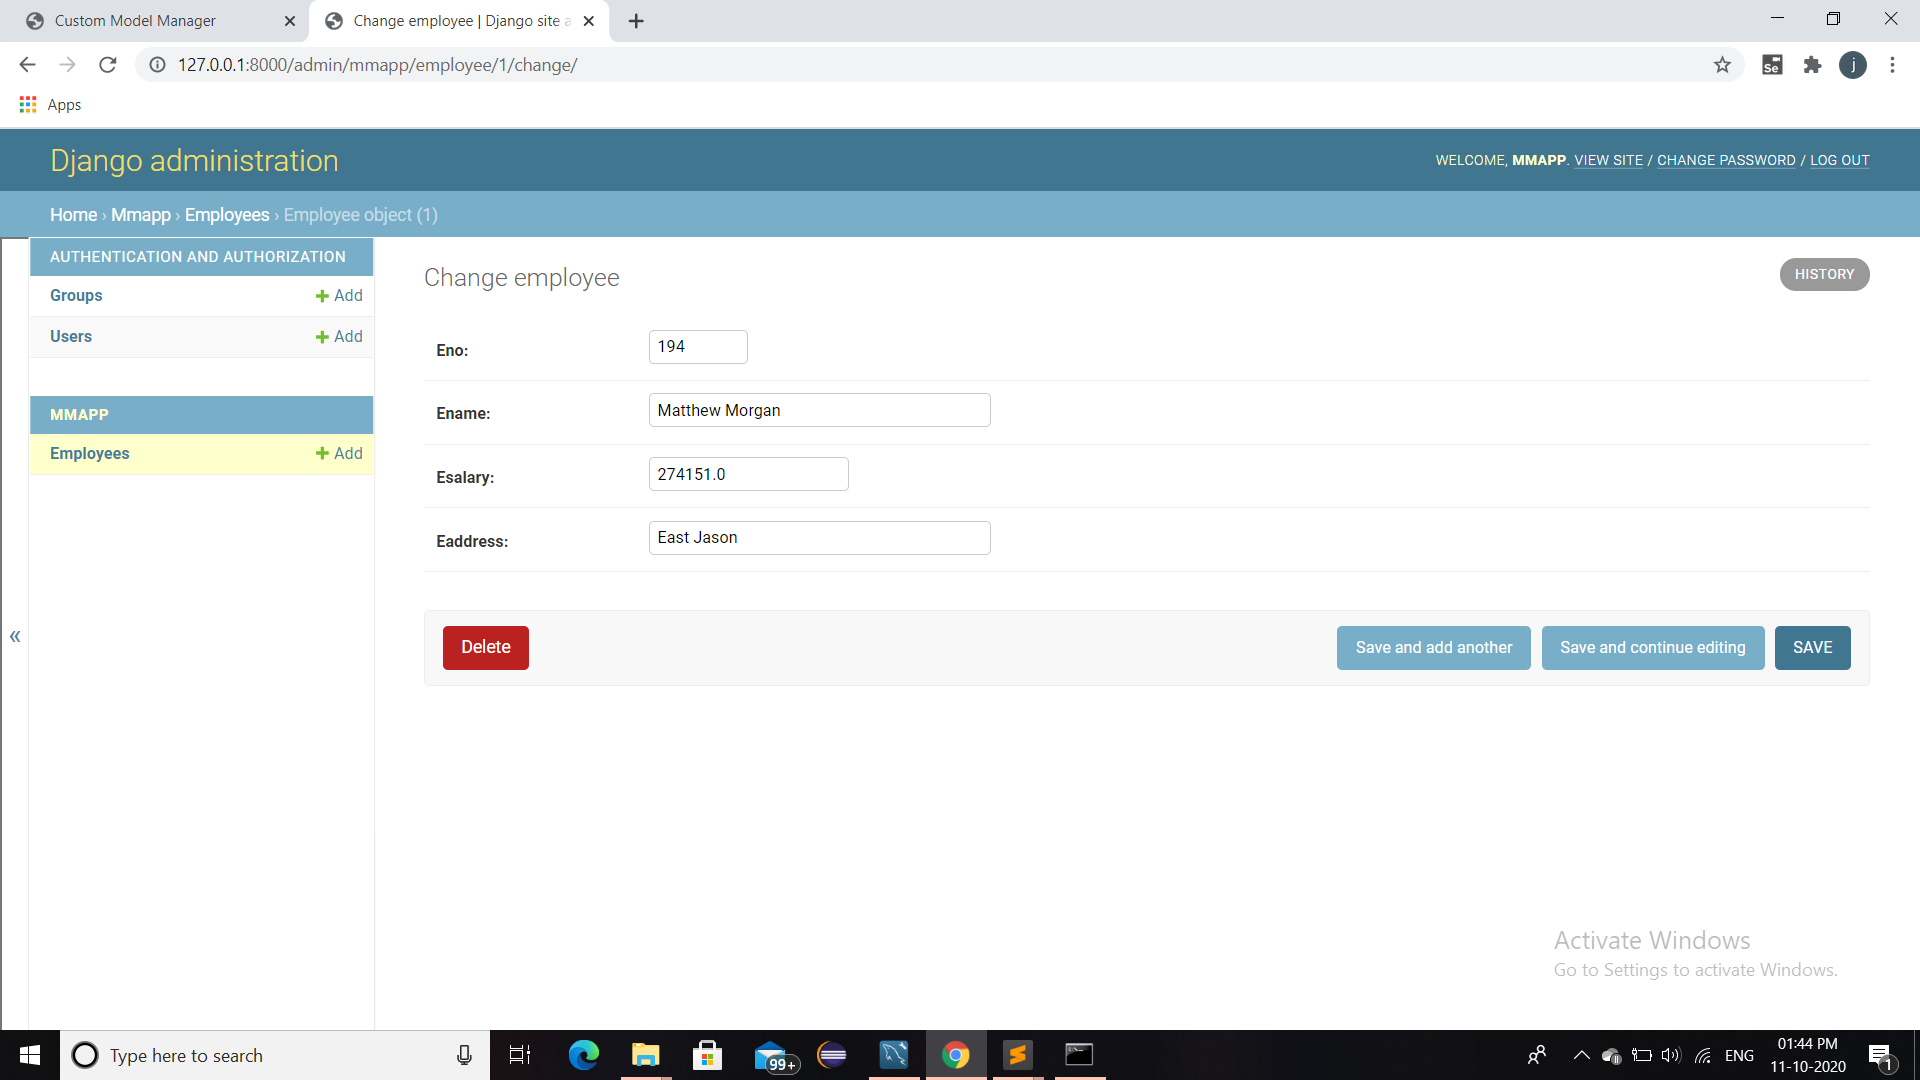 Custom Model Manager
Change employee | Django site a
127.0.0.1:8000/admin/mmapp/employee/1/change/
Se
j
Apps
Django administration
WELCOME, MMAPP. VIEW SITE / CHANGE PASSWORD / LOG OUT
Home › Mmapp › Employees › Employee object (1)
AUTHENTICATION AND AUTHORIZATION
Groups
Add
Users
Add
MMAPP
Employees
Add
«
Change employee
HISTORY
Eno:
194
Ename:
Matthew Morgan
Esalary:
274151.0
Eaddress:
East Jason
Delete
Save and add another
Save and continue editing
SAVE
Activate Windows
Go to Settings to activate Windows.
Type here to search
99+
ENG
01:44 PM
11-10-2020
1